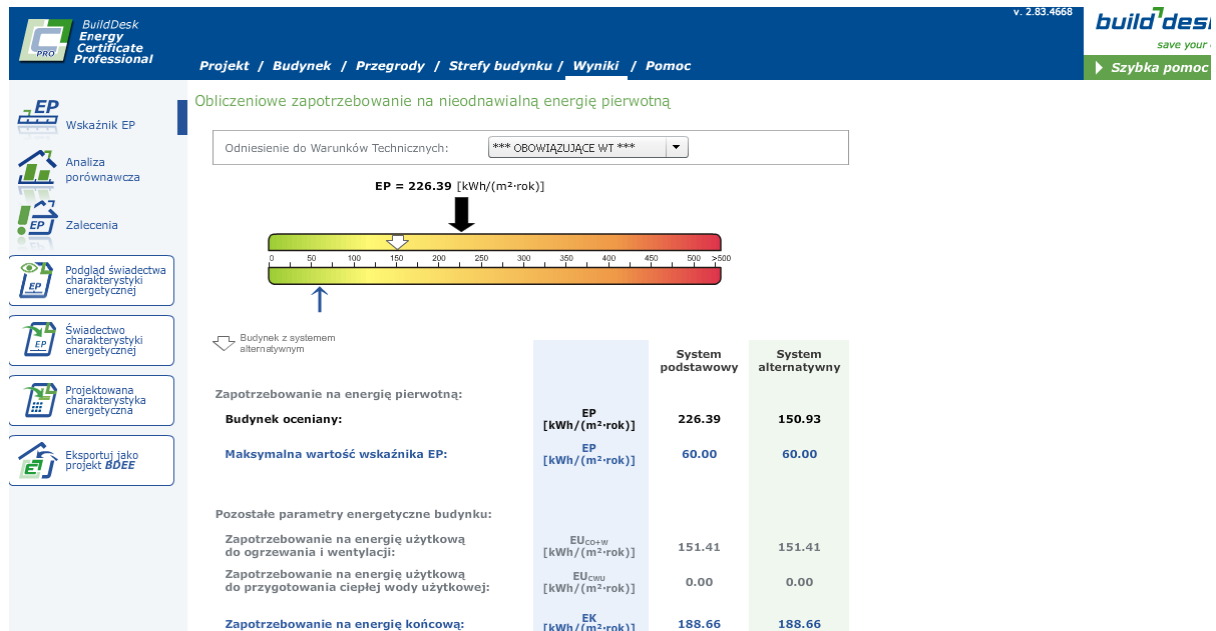 BuildDesk
Energy
Certificate
Professional
PRO
v. 2.83.4668
Projekt / Budynek / Przegrody / Strefy budynku / Wyniki / Pomoc
build desk
save your
Szybka pomoc
EP
Wskaźnik EP
Analiza
porównawcza
EP
Zalecenia
EP
Podgląd świadectwa
charakterystyki
energetycznej
EP
Świadectwo
charakterystyki
energetycznej
Projektowana
charakterystyka
energetyczna
Eksportuj jako
projekt BDEE
Obliczeniowe zapotrzebowanie na nieodnawialną energię pierwotną
Odniesienie do Warunków Technicznych: *** OBOWIĄZUJĄCE WT ***
EP = 226.39 [kWh/(m²·rok)]
0 50 100 150 200 250 300 350 400 450 500 >500
Budynek z systemem
alternatywnym
System
podstawowy
System
alternatywny
Zapotrzebowanie na energię pierwotną:
Budynek oceniany: EP [kWh/(m²·rok)] 226.39 150.93
Maksymalna wartość wskaźnika EP: EP [kWh/(m²·rok)] 60.00 60.00
Pozostałe parametry energetyczne budynku:
Zapotrzebowanie na energię użytkową
do ogrzewania i wentylacji: EUco+w [kWh/(m²·rok)] 151.41 151.41
Zapotrzebowanie na energię użytkową
do przygotowania ciepłej wody użytkowej: EUcwu [kWh/(m²·rok)] 0.00 0.00
Zapotrzebowanie na energię końcową: EK [kWh/(m²·rok)] 188.66 188.66